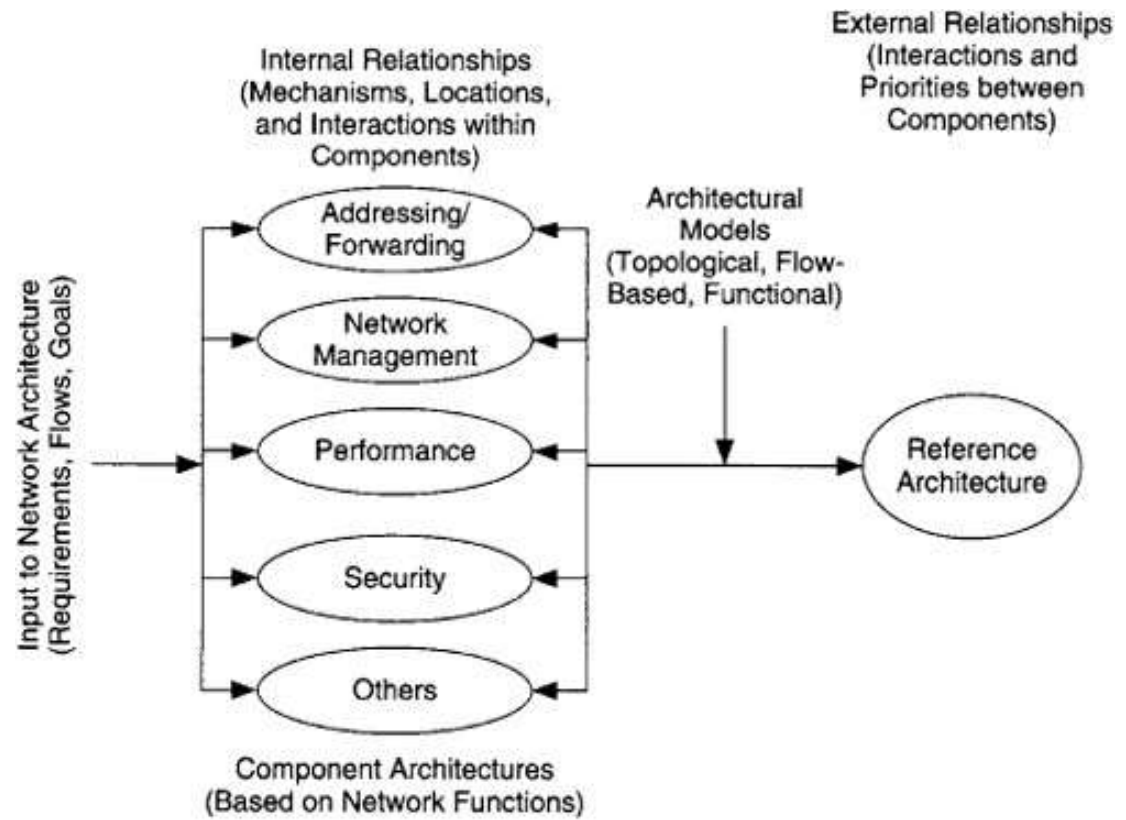 External Relationships
(Interactions and
Priorities between
Components)
Internal Relationships
(Mechanisms, Locations,
and Interactions within
Components)
Architectural
Models
(Topological, Flow-
Based, Functional)
Input to Network Architecture
(Requirements, Flows, Goals)
Addressing/
Forwarding
Network
Management
Performance
Security
Others
Reference
Architecture
Component Architectures
(Based on Network Functions)